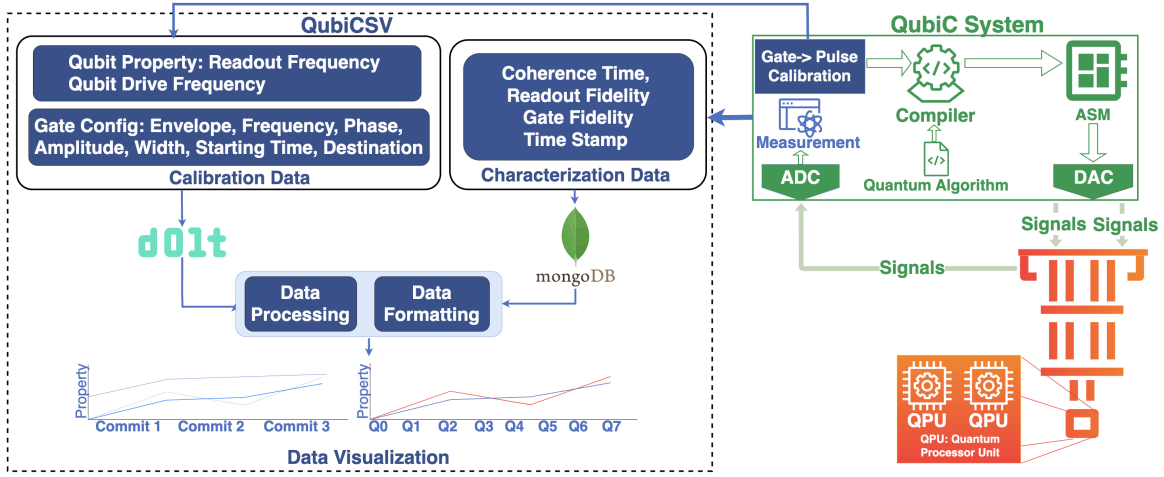 QubiCSV
Qubit Property: Readout Frequency
Qubit Drive Frequency
Gate Config: Envelope, Frequency, Phase,
Amplitude, Width, Starting Time, Destination
Calibration Data
Coherence Time,
Readout Fidelity
Gate Fidelity
Time Stamp
Characterization Data
dolt
mongoDB
Data
Processing
Data
Formatting
Property
Commit 1
Commit 2
Commit 3
Property
Q0
Q1
Q2
Q3
Q4
Q5
Q6
Q7
Data Visualization
QubiC System
Gate-> Pulse
Calibration
Measurement
ADC
Compiler
Quantum Algorithm
ASM
DAC
Signals
Signals
Signals
QPU
QPU
QPU: Quantum
Processor Unit